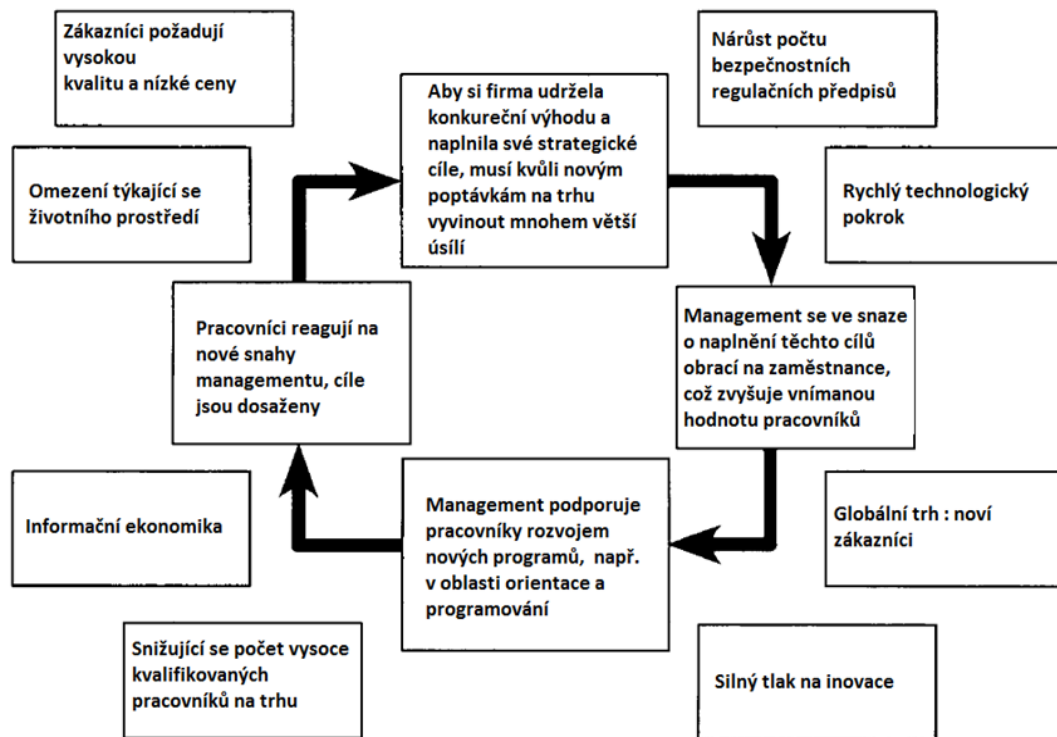 Zákazníci požadují
vysokou
kvalitu a nízké ceny
Aby si firma udržela
konkureční výhodu a
naplnila své strategické
cíle, musí kvůli novým
poptávkám na trhu
vyvinout mnohem větší
úsílí
Nárůst počtu
bezpečnostních
regulačních předpisů
Omezení týkající se
životního prostředí
Rychlý technologický
pokrok
Pracovníci reagují na
nové snahy
managementu, cíle
jsou dosaženy
Management se ve snaze
o naplnění těchto cílů
obrací na zaměstnance,
což zvyšuje vnímanou
hodnotu pracovníků
Informační ekonomika
Management podporuje
pracovníky rozvojem
nových programů, např.
v oblasti orientace a
programování
Globální trh : noví
zákazníci
Snižující se počet vysoce
kvalifikovaných
pracovníků na trhu
Silný tlak na inovace